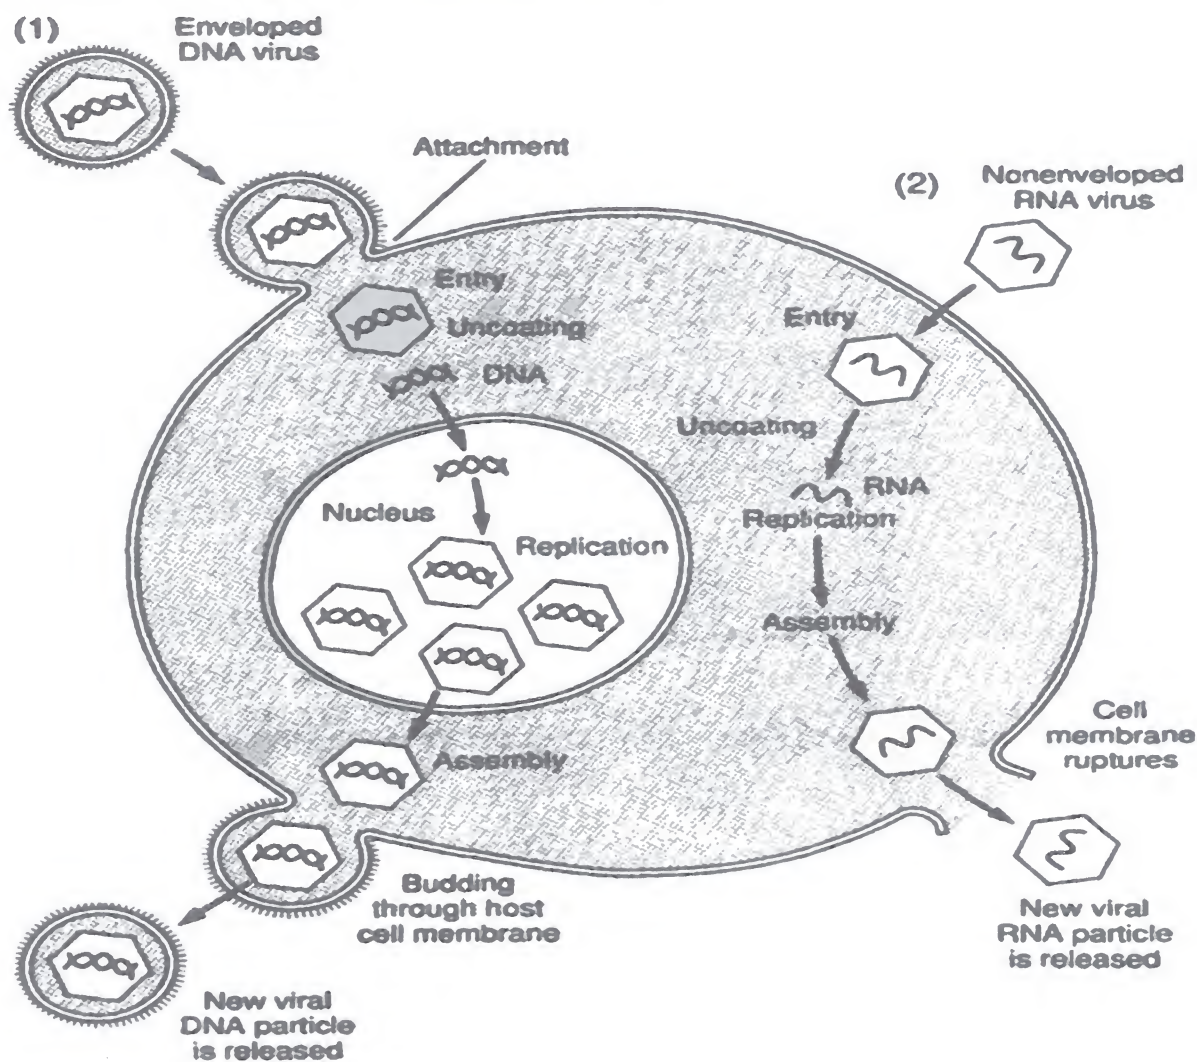 (1)
Enveloped
DNA virus
Attachment
(2)
Nonenveloped
RNA virus
Entry
Uncoating
DNA
Entry
Uncoating
RNA
Replication
Nucleus
Replication
Assembly
Assembly
Cell
membrane
ruptures
Budding
through host
cell membrane
New viral
RNA particle
is released
New viral
DNA particle
is released